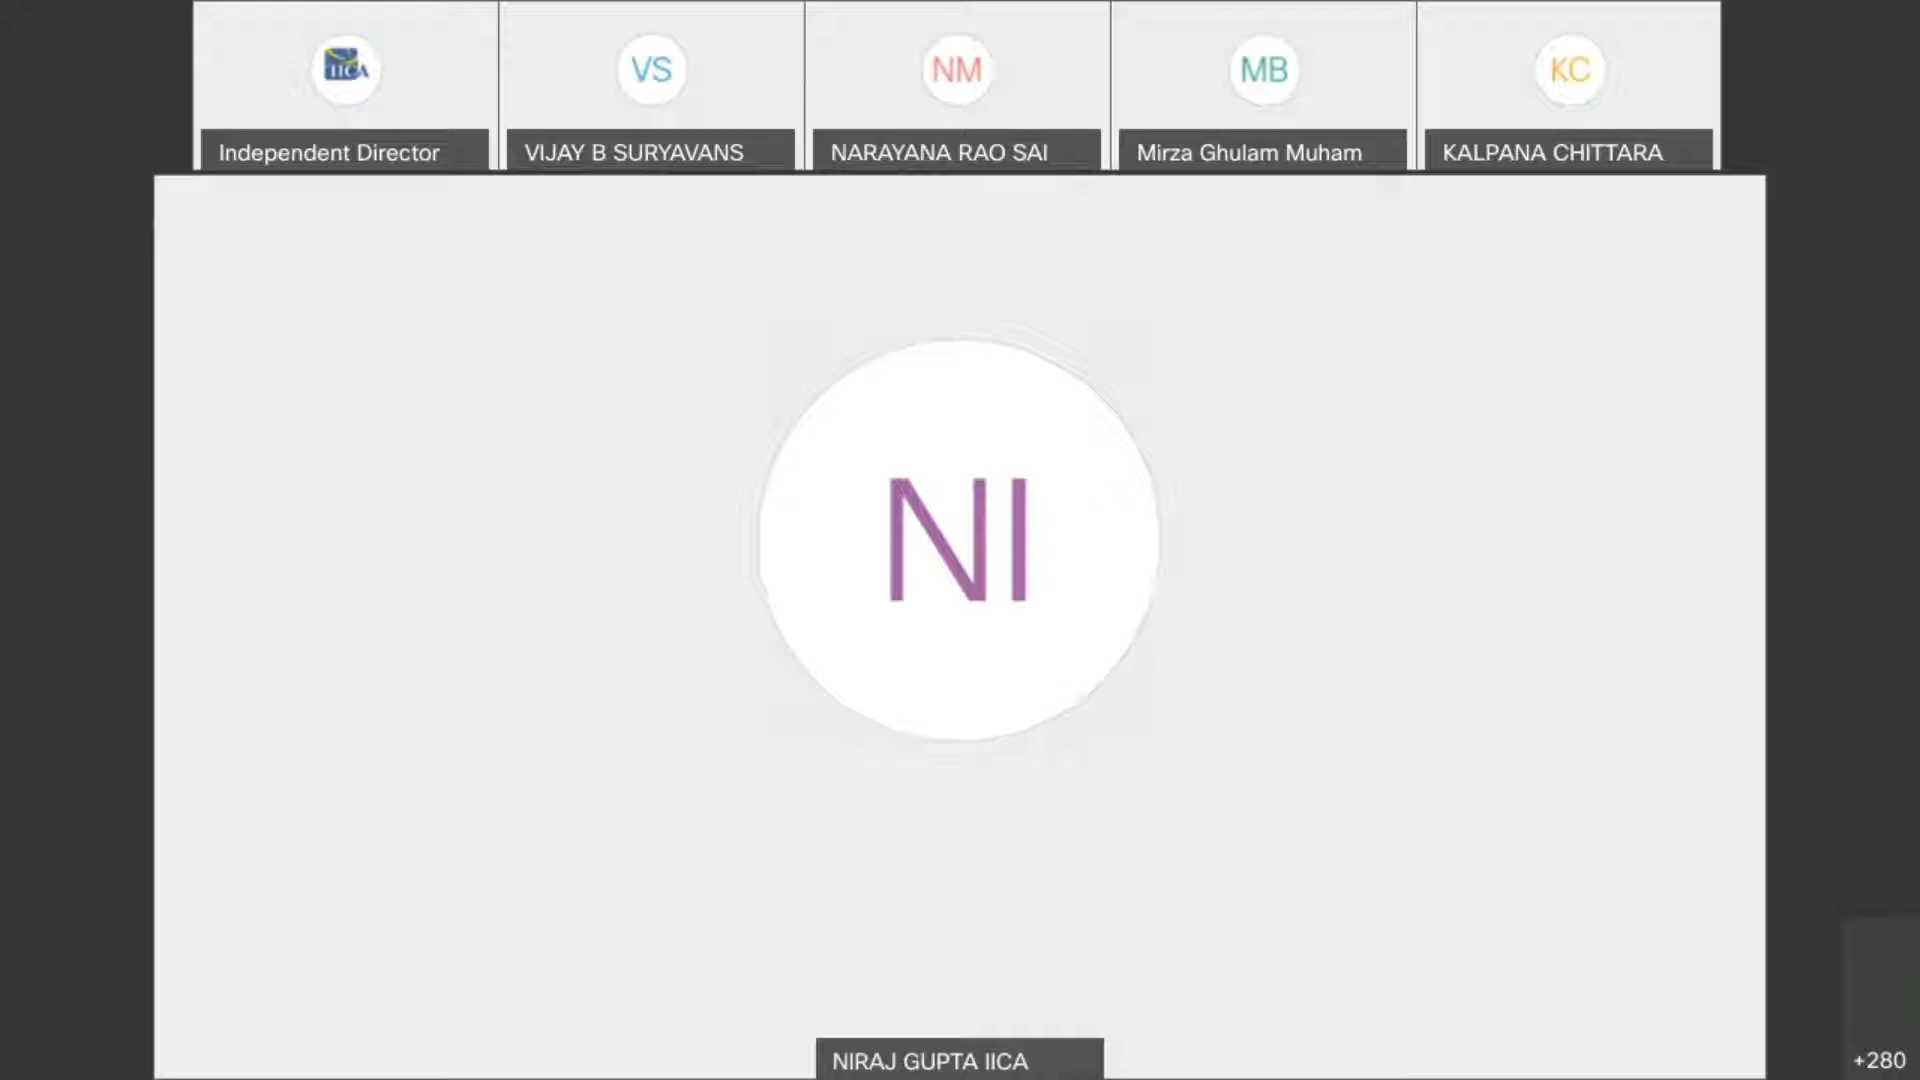 IICA
VS
NM
MB
KC
Independent Director
VIJAY B SURYAVANS
NARAYANA RAO SAI
Mirza Ghulam Muham
KALPANA CHITTARA
NI
NIRAJ GUPTA IICA
+280